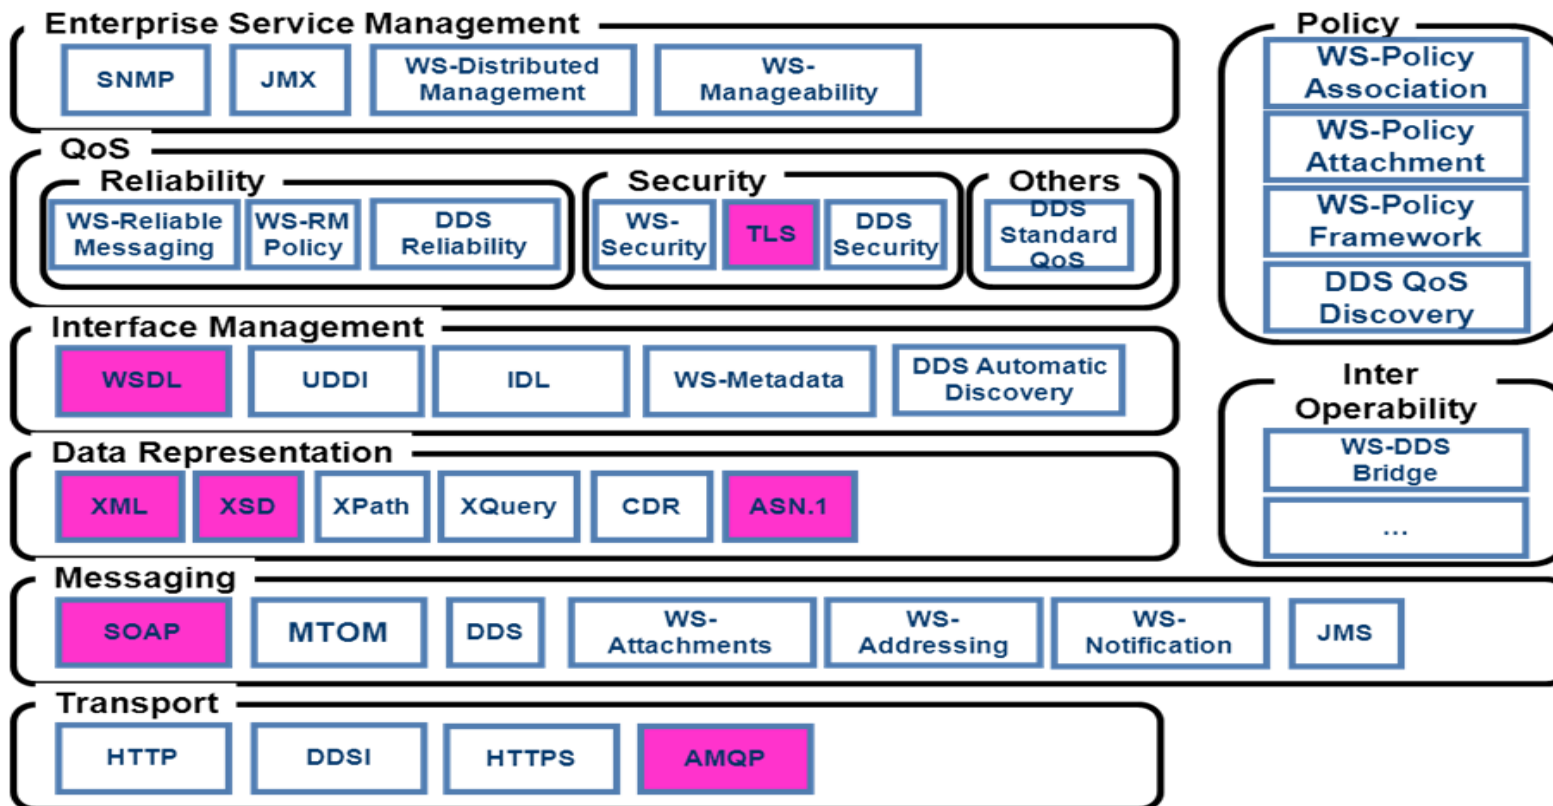 Enterprise Service Management
SNMP
JMX
WS-Distributed
Management
WS-
Manageability
QoS
Reliability
WS-Reliable
Messaging
WS-RM
Policy
DDS
Reliability
Security
WS-
Security
TLS
DDS
Security
Others
DDS
Standard
QoS
Interface Management
WSDL
UDDI
IDL
WS-Metadata
DDS Automatic
Discovery
Data Representation
XML
XSD
XPath
XQuery
CDR
ASN.1
Messaging
SOAP
MTOM
DDS
WS-
Attachments
WS-
Addressing
WS-
Notification
JMS
Transport
HTTP
DDSI
HTTPS
AMQP
Policy
WS-Policy
Association
WS-Policy
Attachment
WS-Policy
Framework
DDS QoS
Discovery
Inter
Operability
WS-DDS
Bridge
...